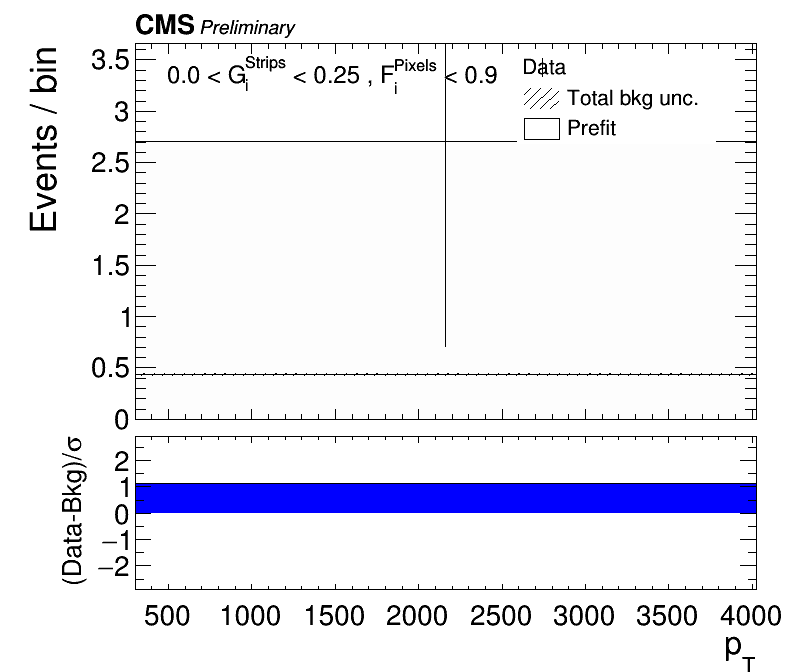 CMS Preliminary
0.0 < G_i^Strips < 0.25 , F_i^Pixels < 0.9
Data
Total bkg unc.
Prefit
Events / bin
3.5
3
2.5
2
1.5
1
0.5
0
(Data-Bkg)/σ
2
1
0
−1
−2
500 1000 1500 2000 2500 3000 3500 4000
p_T